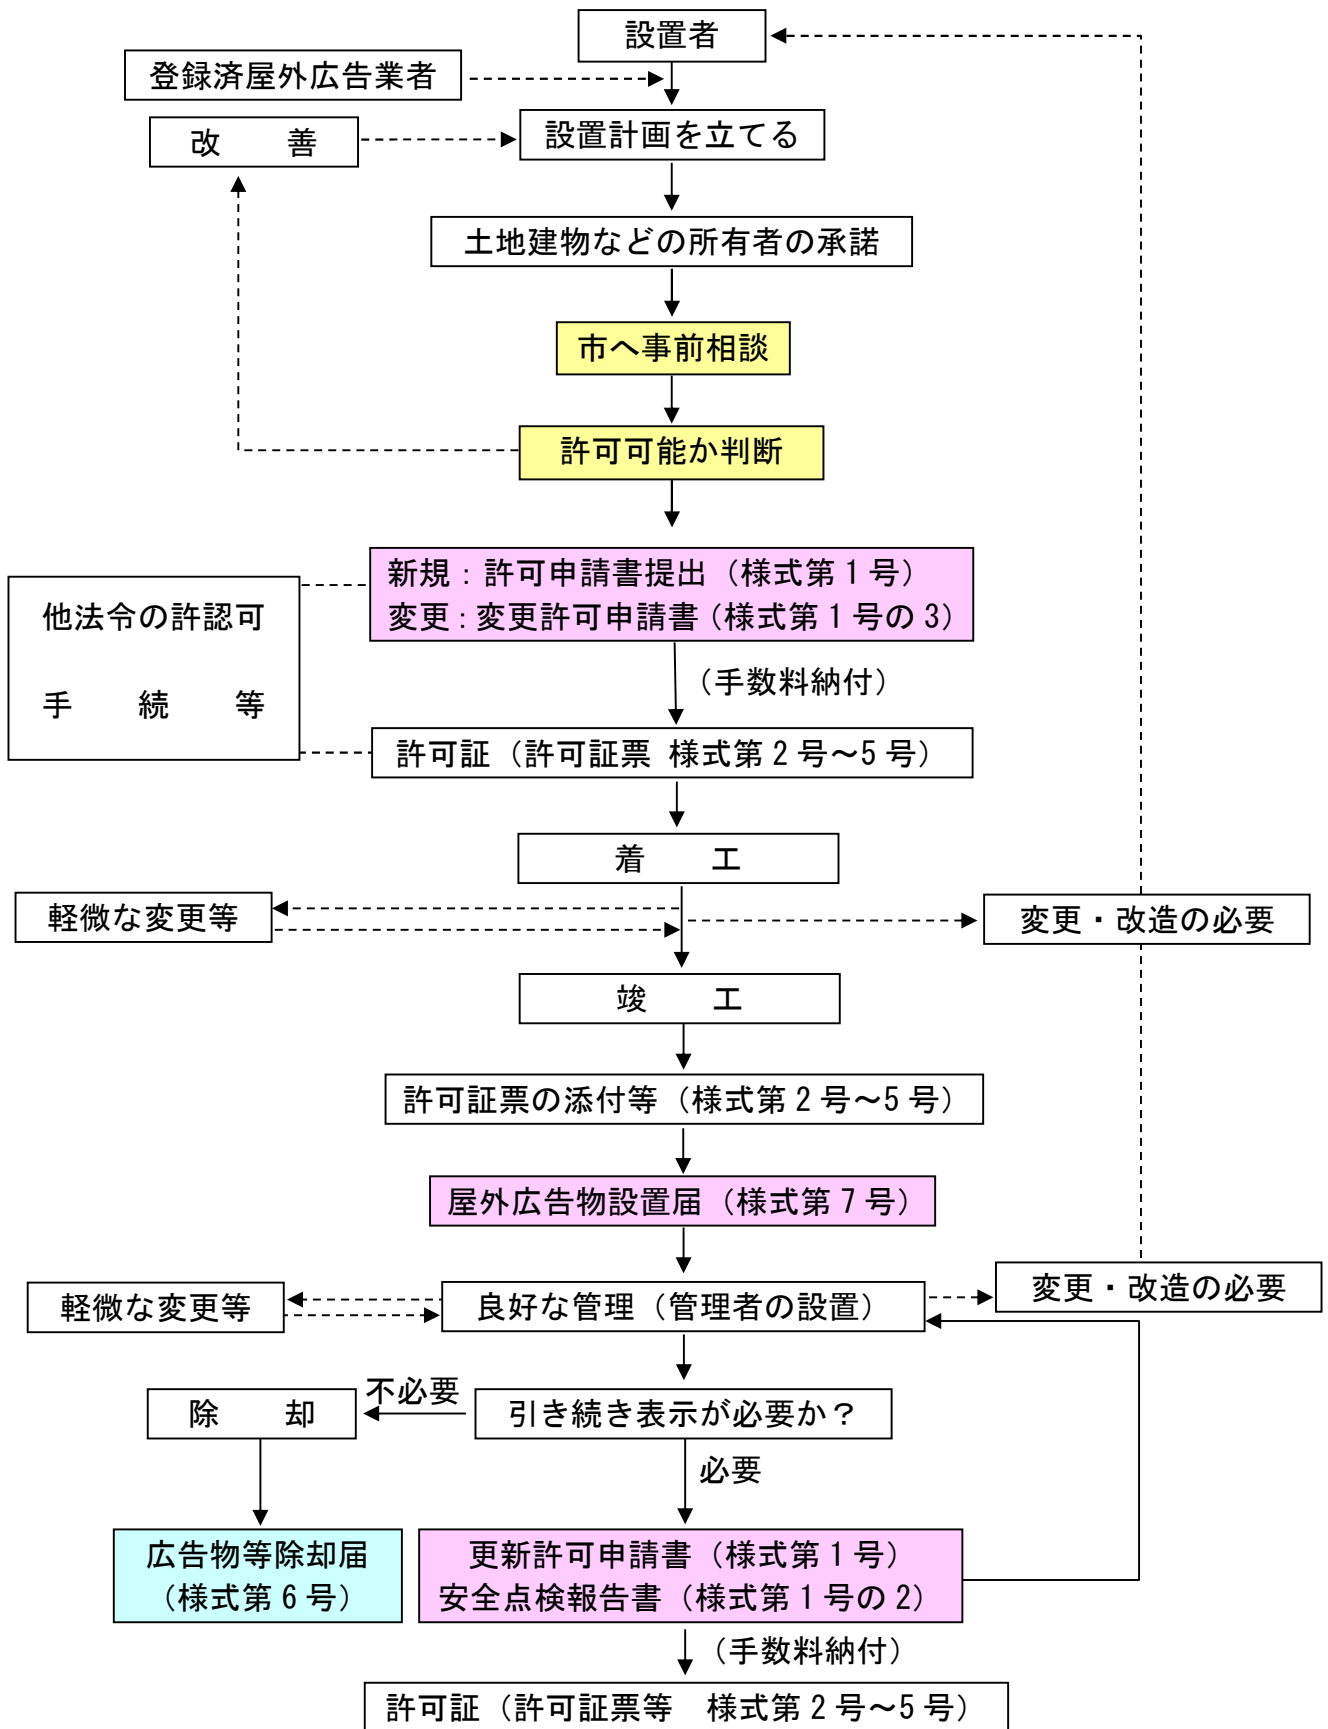 設置者
登録済屋外広告業者
設置計画を立てる
改　　善
土地建物などの所有者の承諾
市へ事前相談
許可可能か判断
新規：許可申請書提出（様式第1号）
変更：変更許可申請書（様式第1号の3）
他法令の許認可
手　　続　　等
（手数料納付）
許可証（許可証票 様式第2号～5号）
着　　工
軽微な変更等
変更・改造の必要
竣　　工
許可証票の添付等（様式第2号～5号）
屋外広告物設置届（様式第7号）
軽微な変更等
良好な管理（管理者の設置）
変更・改造の必要
除　　却
不必要
引き続き表示が必要か？
必要
広告物等除却届
（様式第6号）
更新許可申請書（様式第1号）
安全点検報告書（様式第1号の2）
（手数料納付）
許可証（許可証票等　様式第2号～5号）